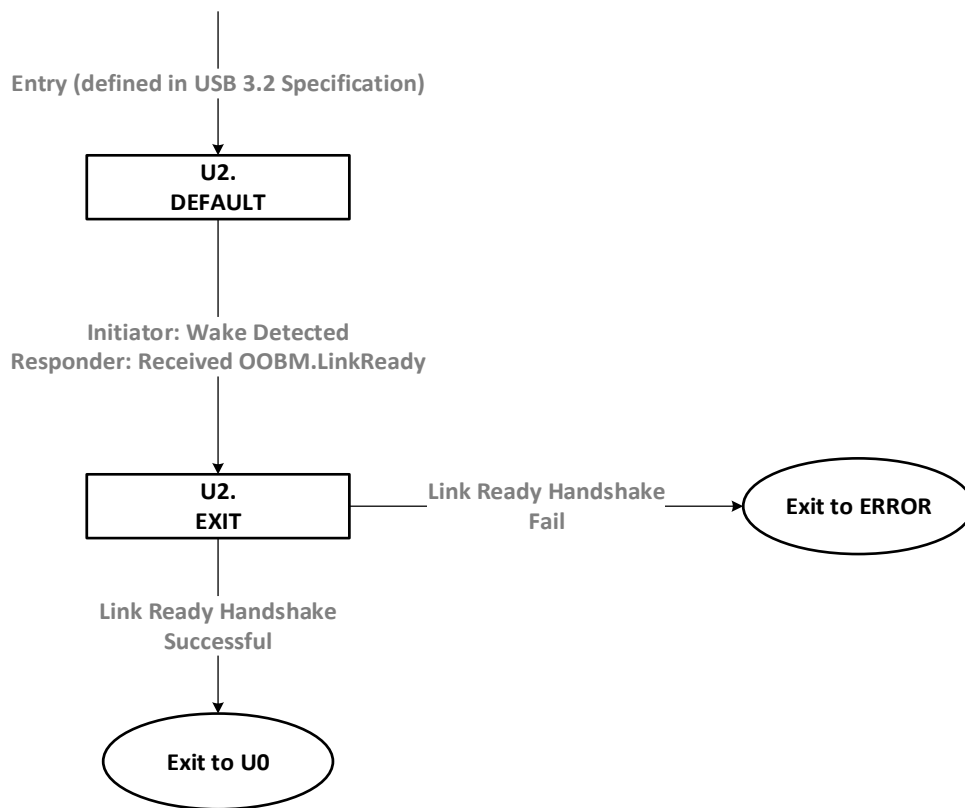 Entry (defined in USB 3.2 Specification)
U2.
DEFAULT
Initiator: Wake Detected
Responder: Received OOBM.LinkReady
U2.
EXIT
Link Ready Handshake
Fail
Exit to ERROR
Link Ready Handshake
Successful
Exit to U0